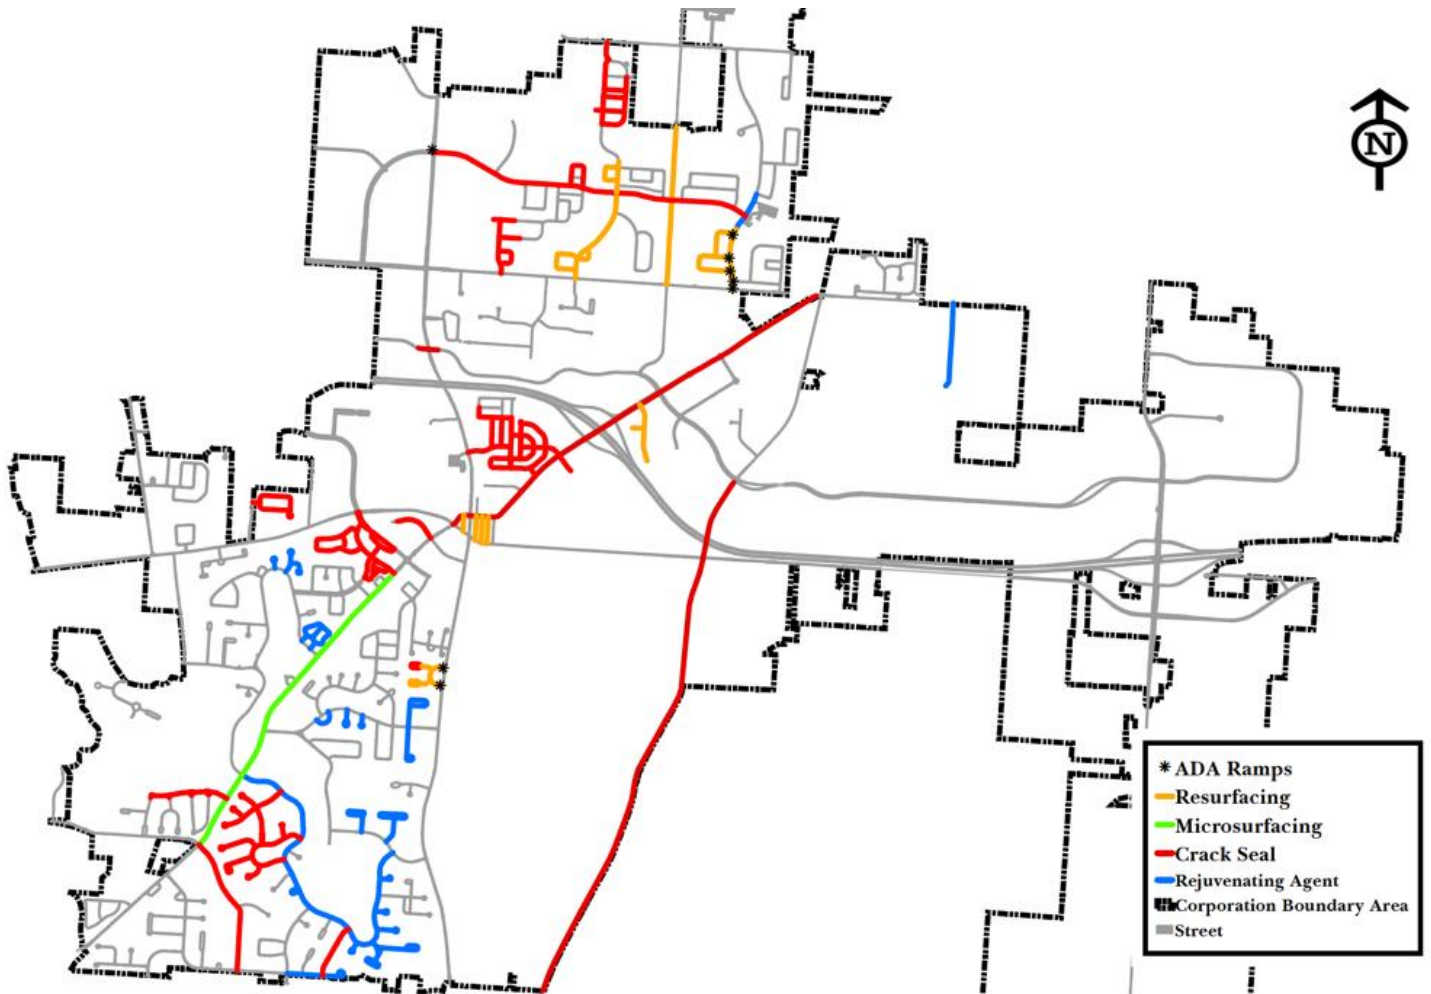 N
ADA Ramps
Resurfacing
Microsurfacing
Crack Seal
Rejuvenating Agent
Corporation Boundary Area
Street